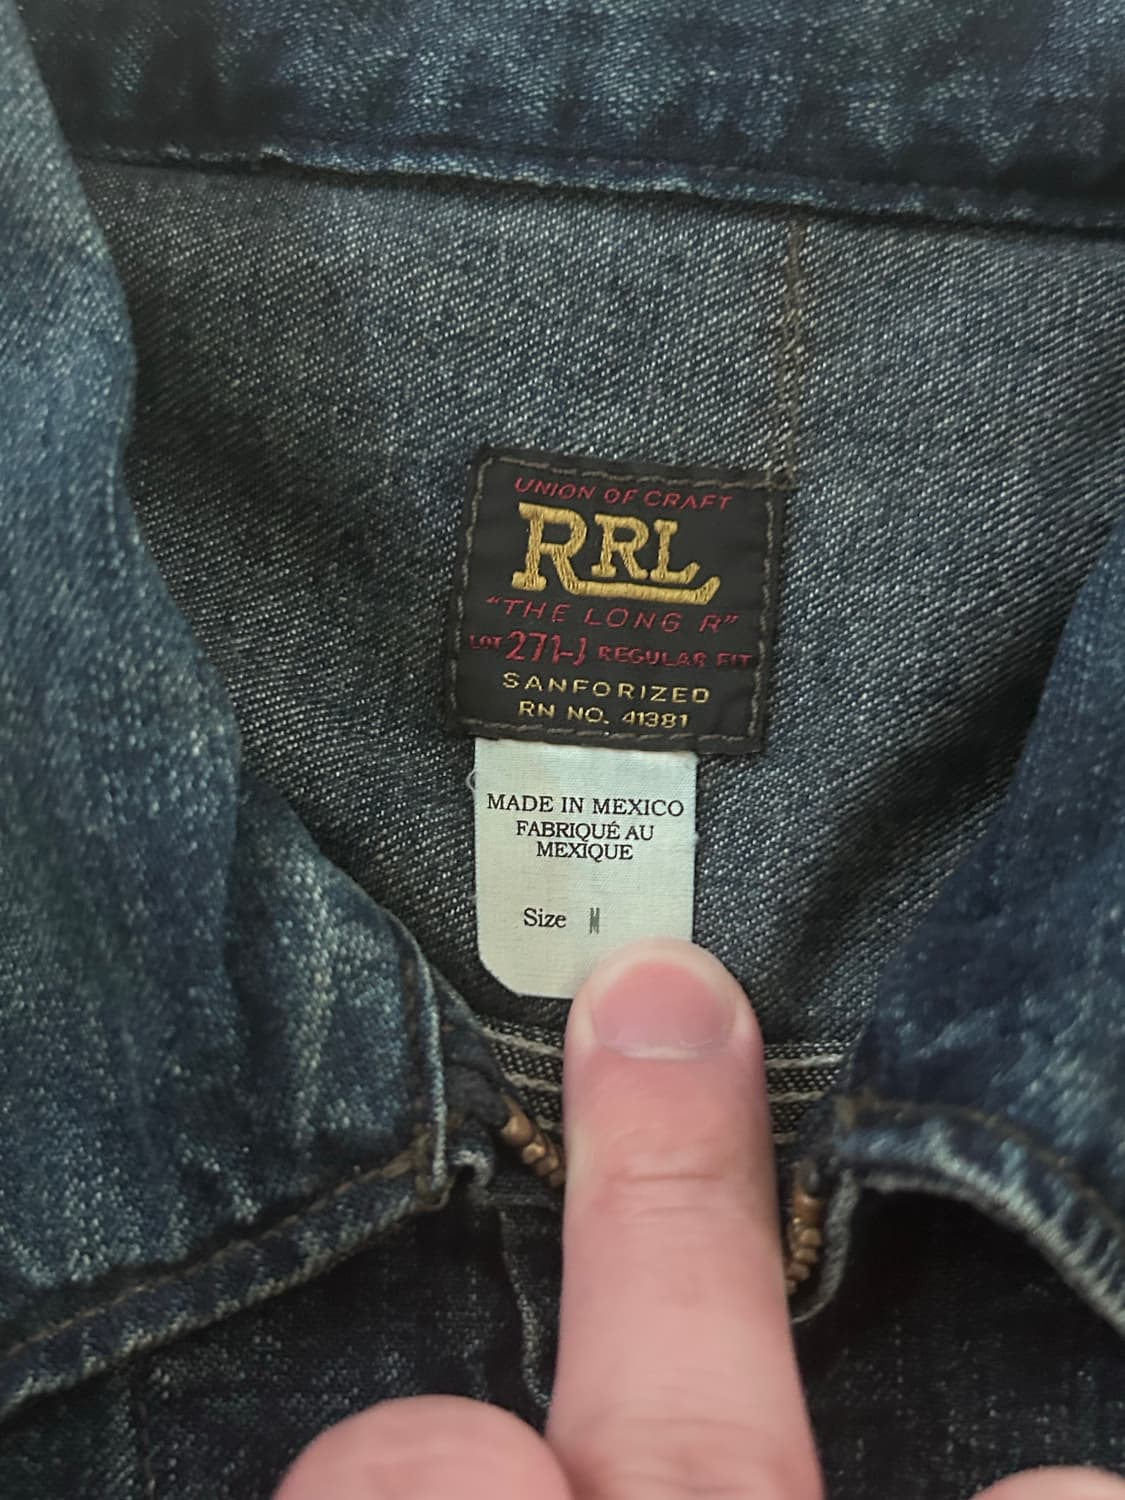 UNION OF CRAFT
RRL
"THE LONG R"
LOT 271-J REGULAR FIT
SANFORIZED
RN NO. 41381
MADE IN MEXICO
FABRIQUÉ AU
MEXIQUE
Size M